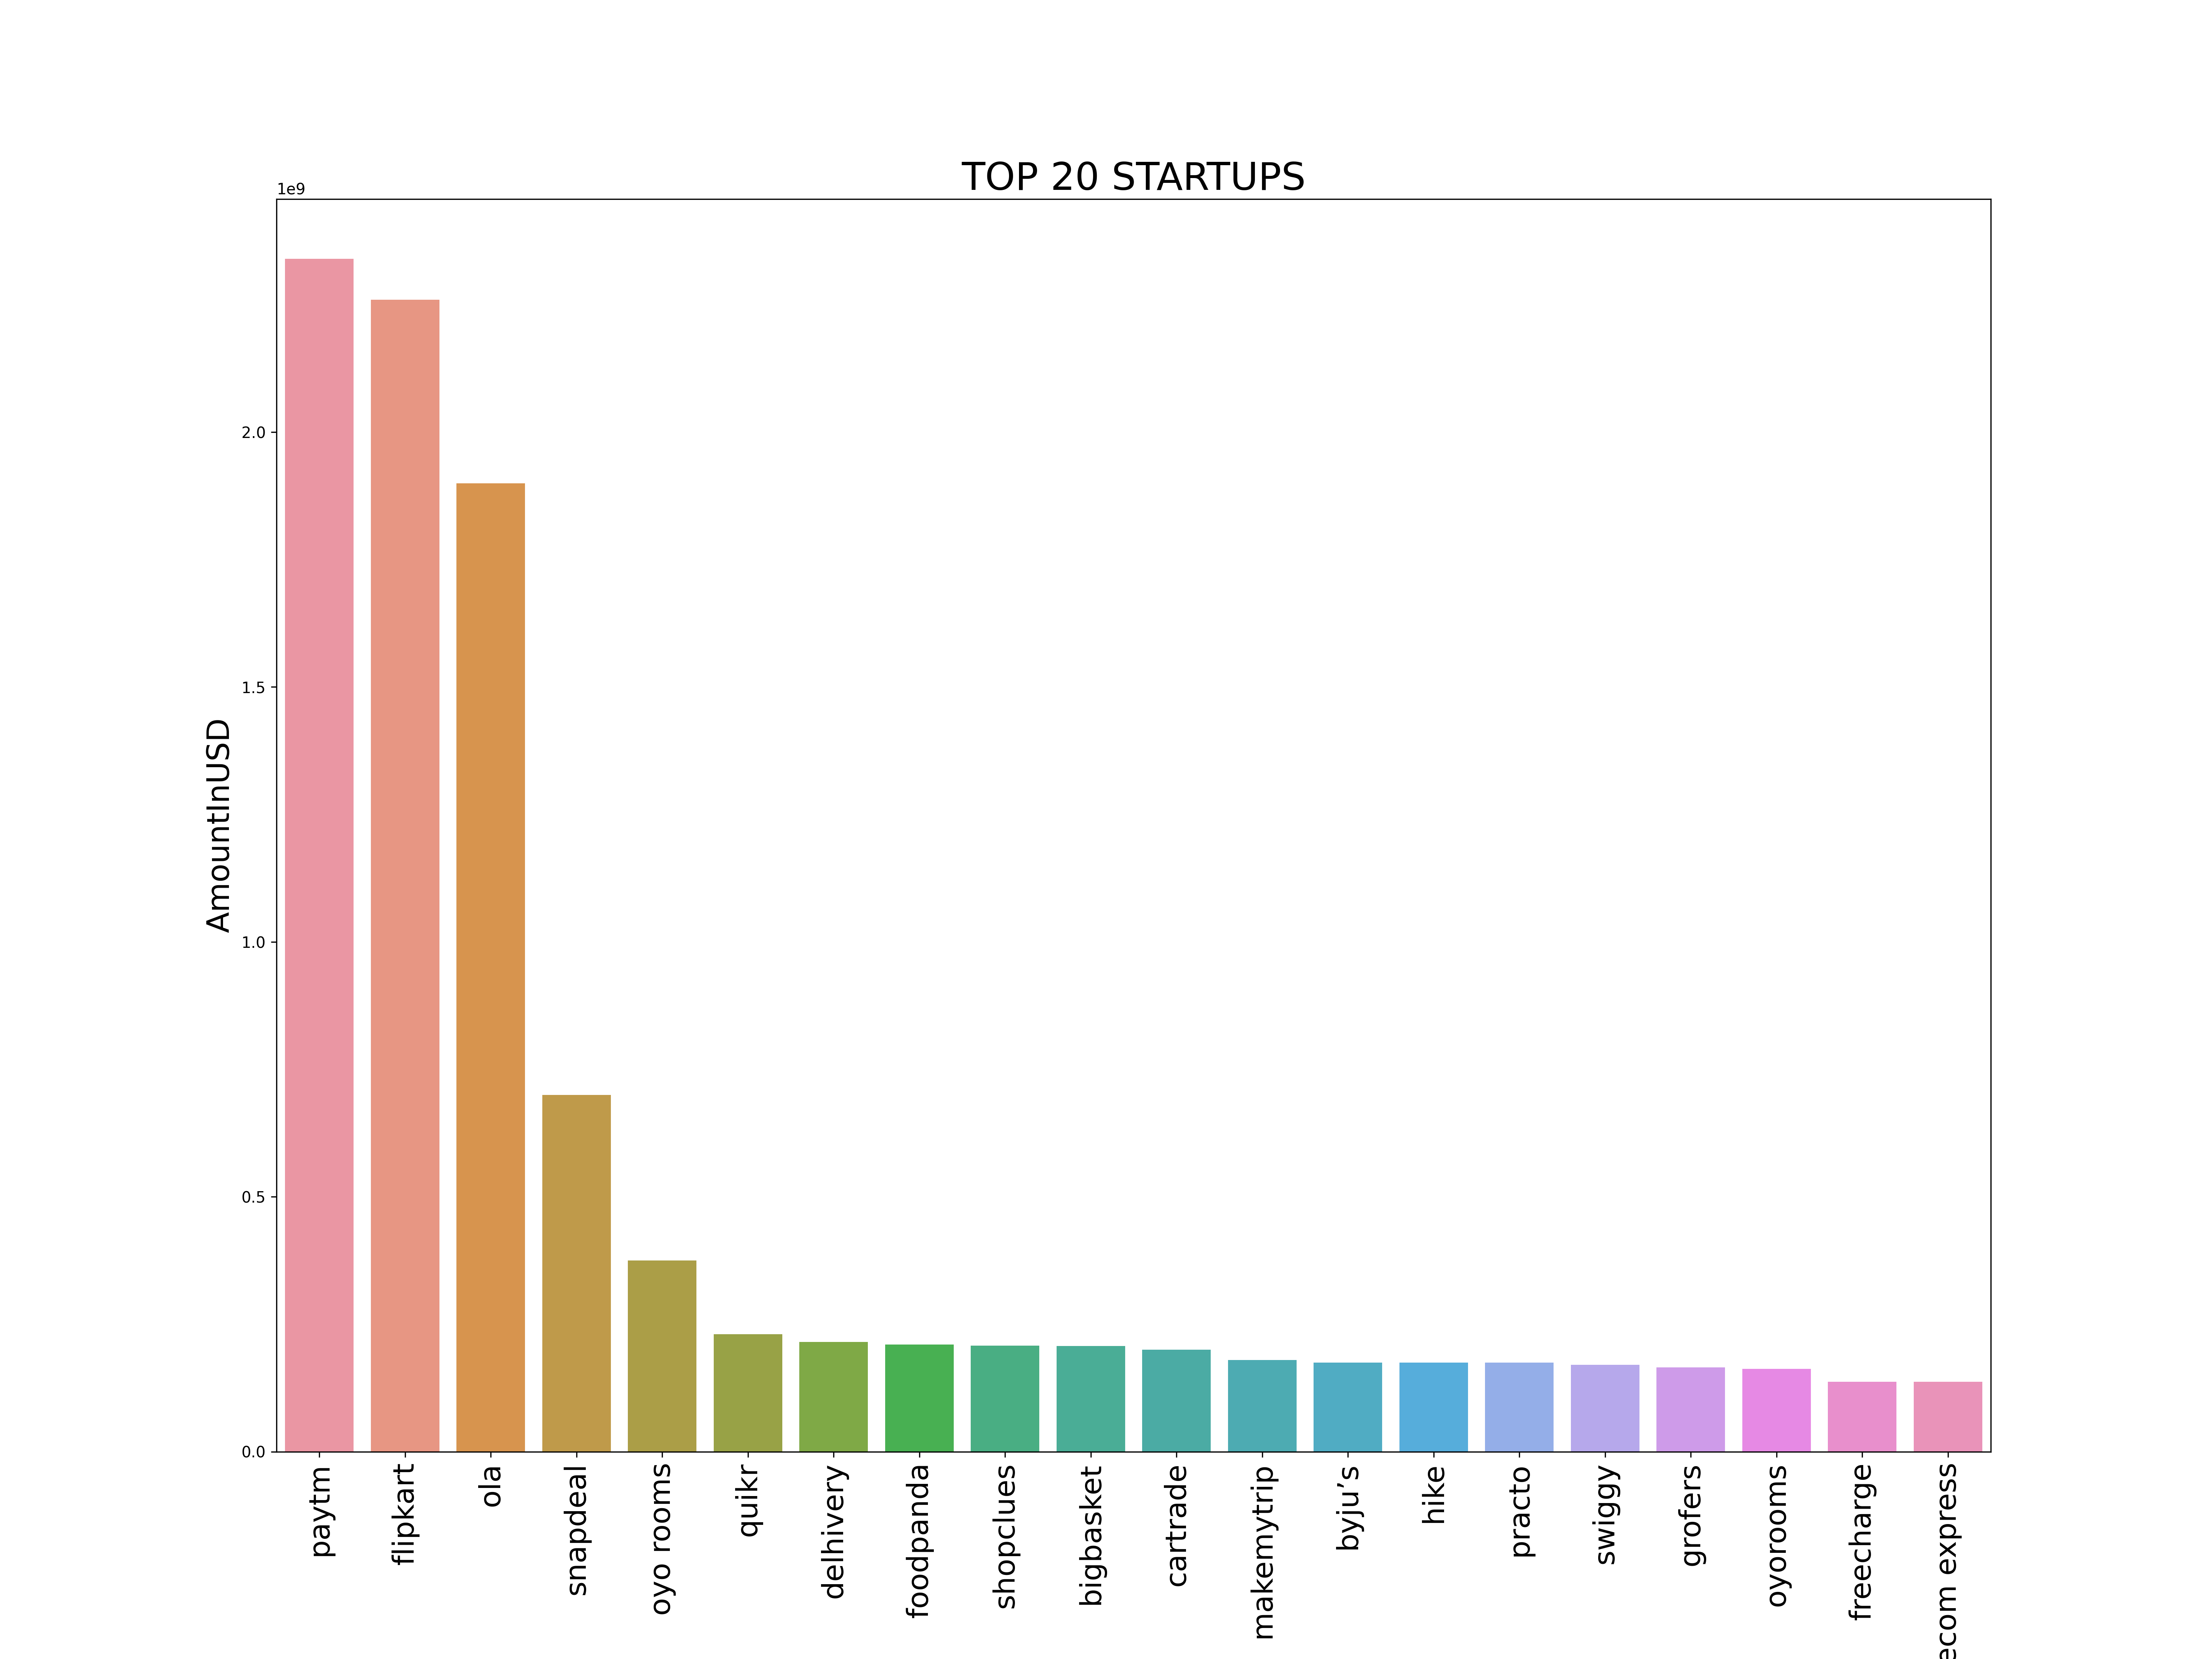 TOP 20 STARTUPS
1e9
AmountInUSD
2.0
1.5
1.0
0.5
0.0
paytm
flipkart
ola
snapdeal
oyo rooms
quikr
delhivery
foodpanda
shopclues
bigbasket
cartrade
makemytrip
byju’s
hike
practo
swiggy
grofers
oyorooms
freecharge
ecom express